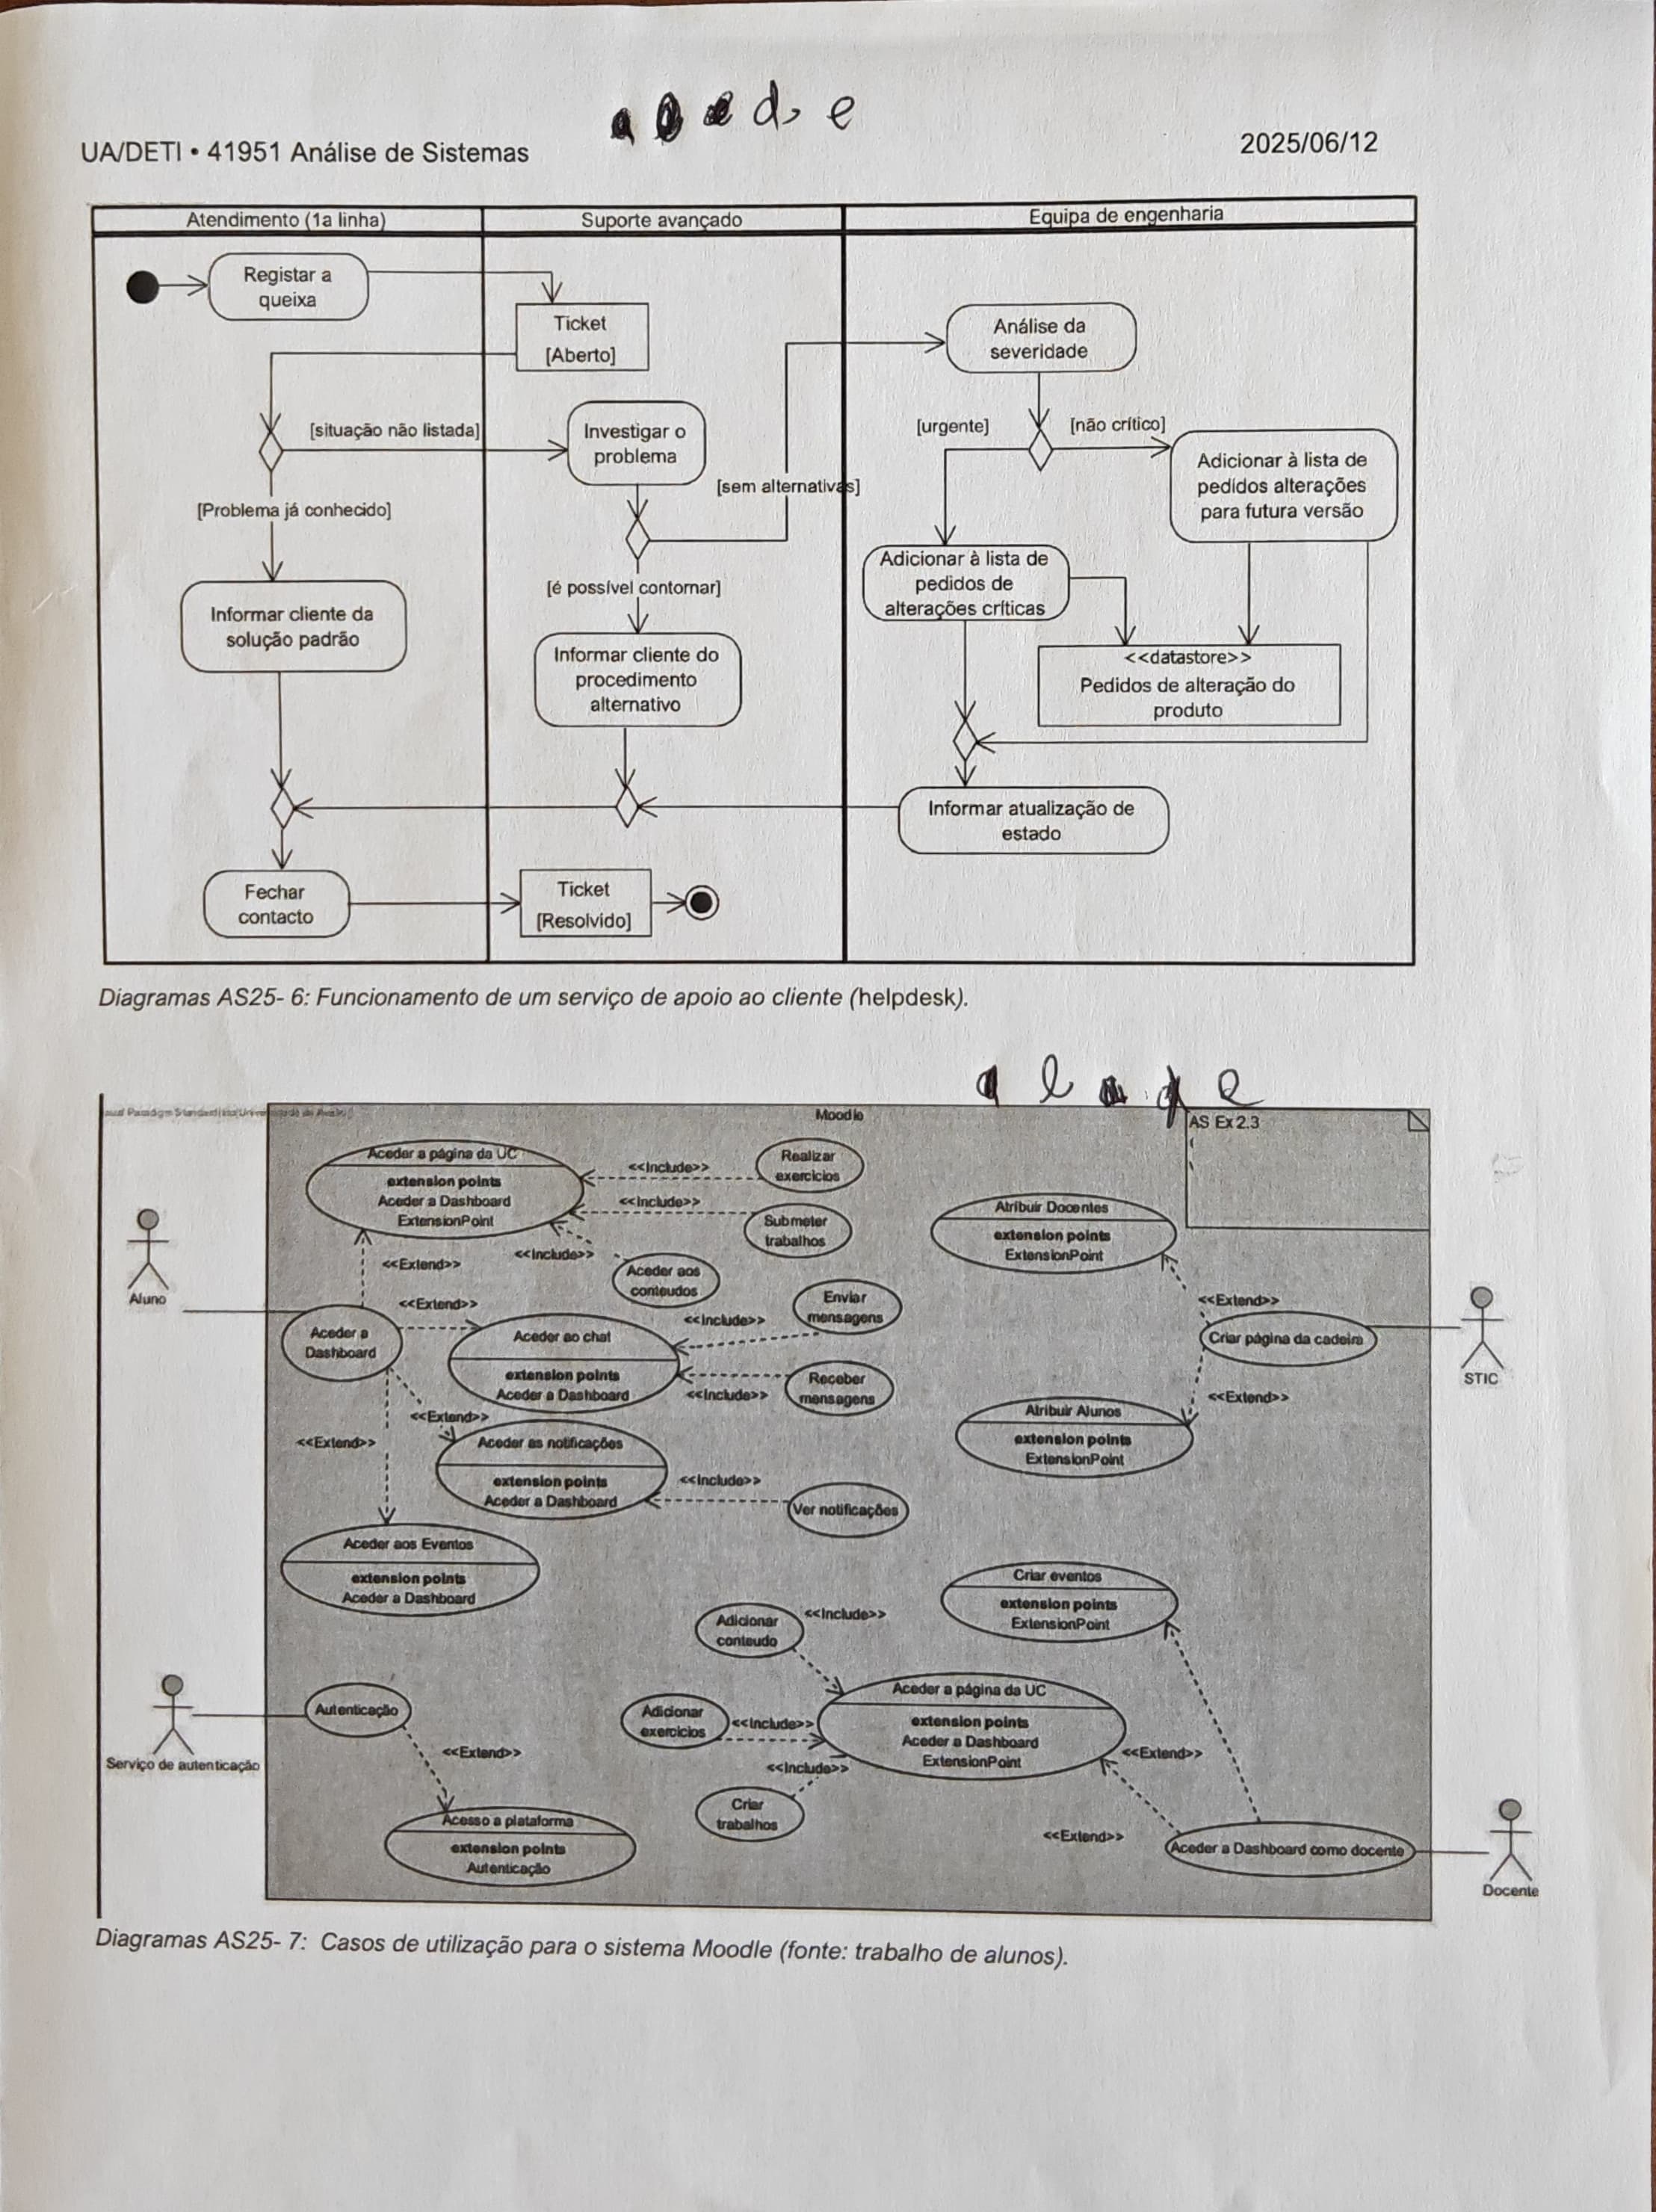 d, e
UA/DETI • 41951 Análise de Sistemas
2025/06/12
Atendimento (1a linha)
Suporte avançado
Equipa de engenharia
Registar a
queixa
Ticket
[Aberto]
Análise da
severidade
[situação não listada]
Investigar o
problema
[urgente]
[não crítico]
Adicionar à lista de
pedidos alterações
para futura versão
[sem alternativas]
[Problema já conhecido]
[é possível contornar]
Adicionar à lista de
pedidos de
alterações críticas
Informar cliente da
solução padrão
Informar cliente do
procedimento
alternativo
<<datastore>>
Pedidos de alteração do
produto
Informar atualização de
estado
Fechar
contacto
Ticket
[Resolvido]
Diagramas AS25- 6: Funcionamento de um serviço de apoio ao cliente (helpdesk).
e
Moodle
AS Ex 2.3
Aceder a página da UC
extension points
Aceder a Dashboard
ExtensionPoint
<<Include>>
Realizar
exercicios
<<Include>>
Submeter
trabalhos
<<Include>>
Aceder aos
conteudos
Atribuir Docentes
extension points
ExtensionPoint
Aluno
<<Extend>>
<<Extend>>
Aceder a
Dashboard
Aceder ao chat
extension points
Aceder a Dashboard
<<Include>>
Enviar
mensagens
<<Include>>
Receber
mensagens
<<Extend>>
Criar página da cadeira
STIC
<<Extend>>
Atribuir Alunos
extension points
ExtensionPoint
<<Extend>>
<<Extend>>
Aceder as notificações
extension points
Aceder a Dashboard
<<Include>>
Ver notificações
Aceder aos Eventos
extension points
Aceder a Dashboard
Criar eventos
extension points
ExtensionPoint
Adicionar
conteudo
<<Include>>
Autenticação
Serviço de autenticação
<<Extend>>
Adicionar
exercicios
<<Include>>
Aceder a página da UC
extension points
Aceder a Dashboard
ExtensionPoint
<<Include>>
<<Extend>>
Criar
trabalhos
Acesso a plataforma
extension points
Autenticação
<<Extend>>
Aceder a Dashboard como docente
Docente
Diagramas AS25- 7: Casos de utilização para o sistema Moodle (fonte: trabalho de alunos).